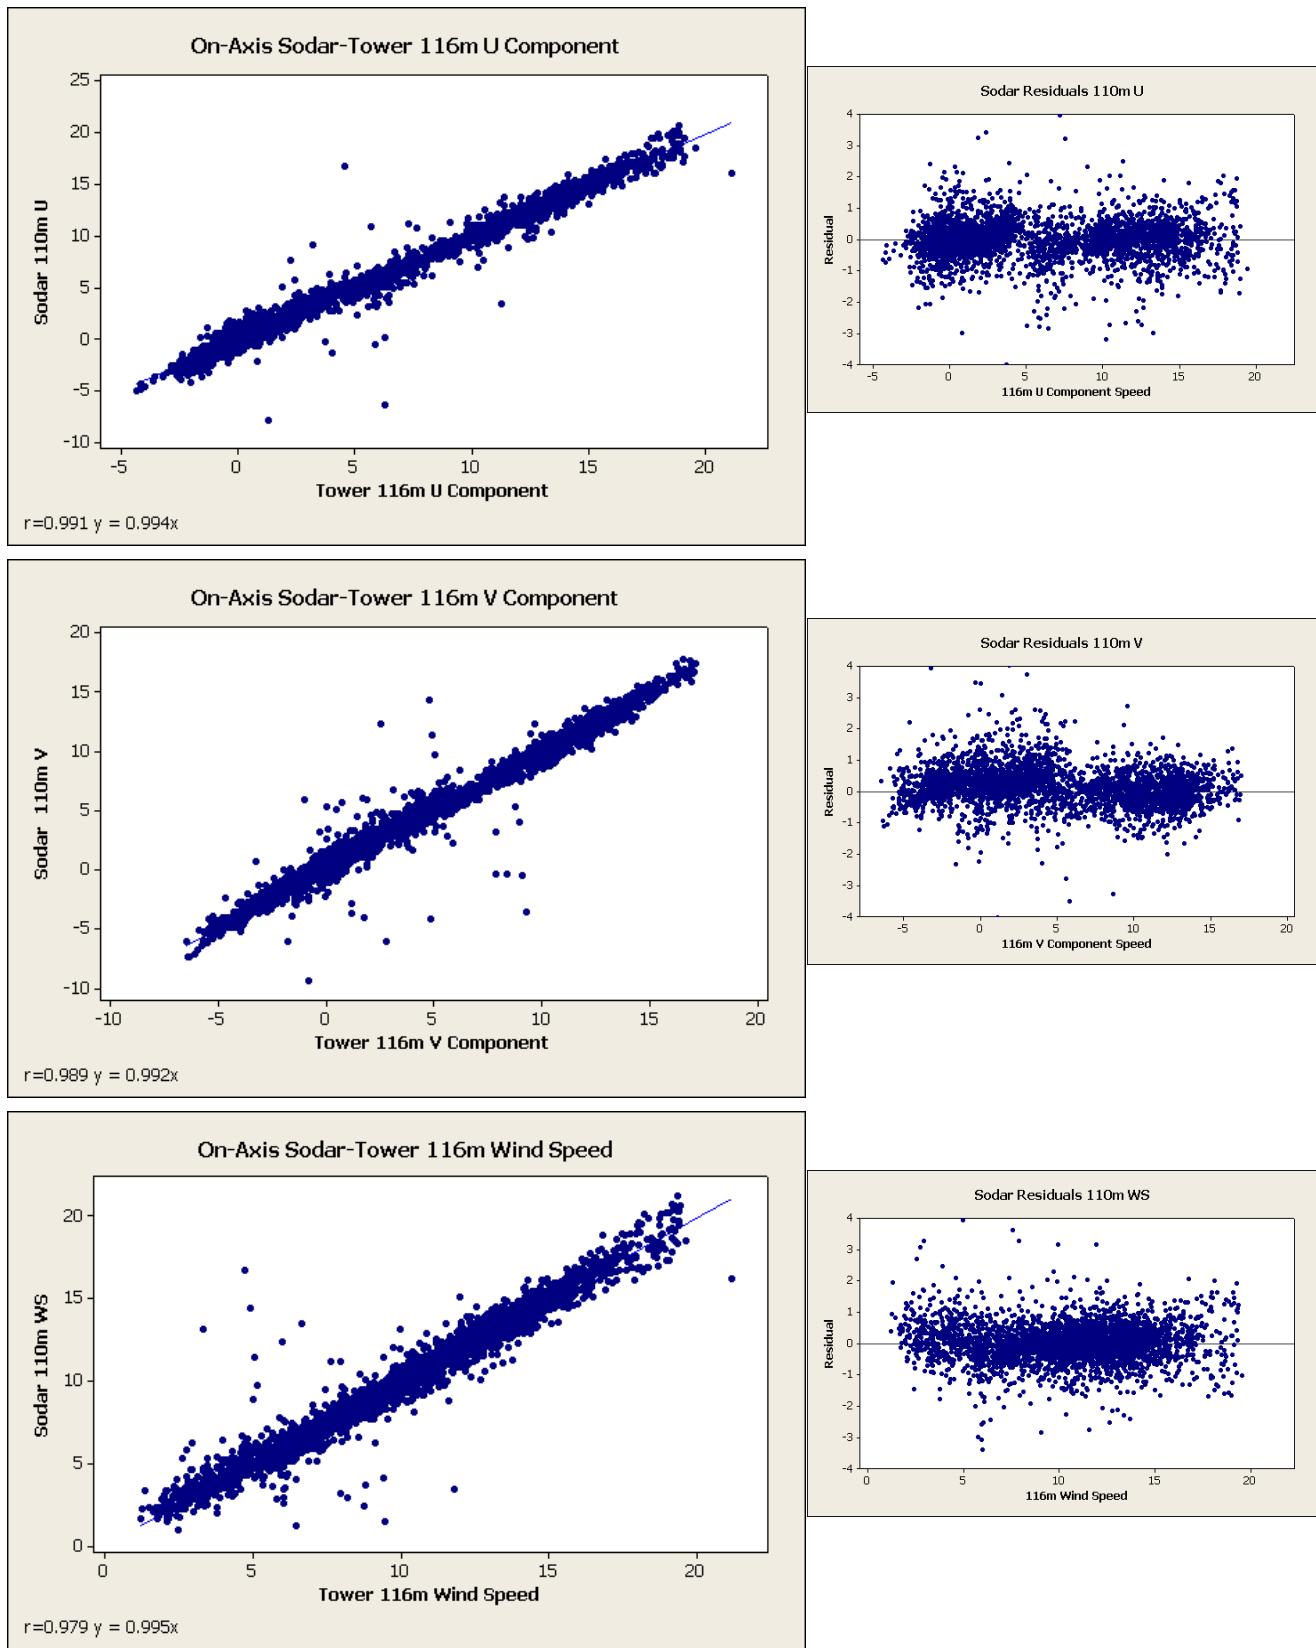 On-Axis Sodar-Tower 116m U Component
25
20
15
10
5
0
-5
-10
Sodar 110m U
-5 0 5 10 15 20
Tower 116m U Component
r=0.991 y = 0.994x
Sodar Residuals 110m U
4
3
2
1
0
-1
-2
-3
-4
Residual
-5 0 5 10 15 20
116m U Component Speed
On-Axis Sodar-Tower 116m V Component
20
15
10
5
0
-5
-10
Sodar 110m V
-10 -5 0 5 10 15 20
Tower 116m V Component
r=0.989 y = 0.992x
Sodar Residuals 110m V
4
3
2
1
0
-1
-2
-3
-4
Residual
-5 0 5 10 15 20
116m V Component Speed
On-Axis Sodar-Tower 116m Wind Speed
20
15
10
5
0
Sodar 110m WS
0 5 10 15 20
Tower 116m Wind Speed
r=0.979 y = 0.995x
Sodar Residuals 110m WS
4
3
2
1
0
-1
-2
-3
-4
Residual
0 5 10 15 20
116m Wind Speed